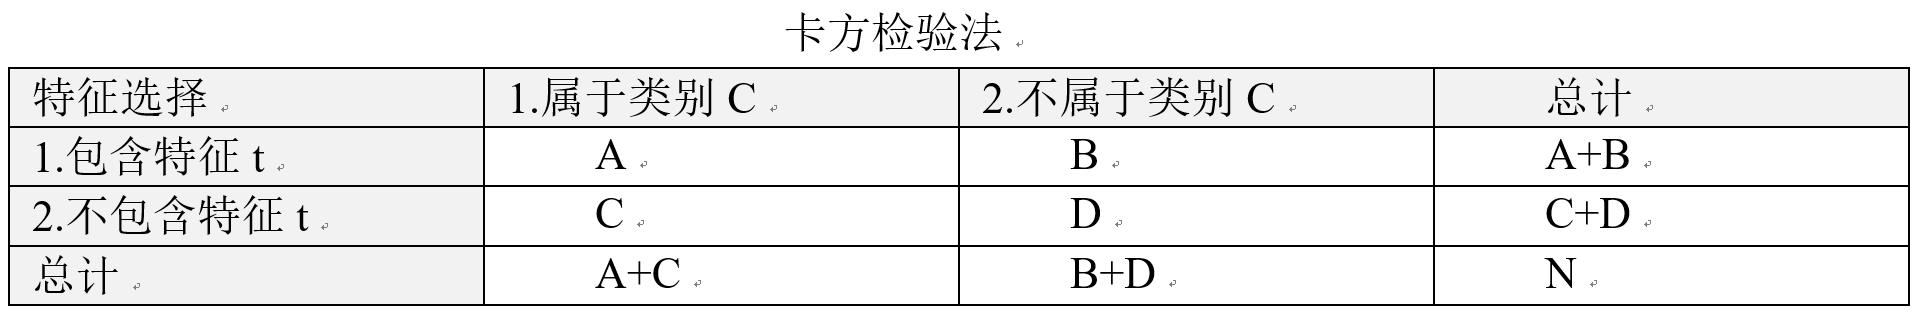 卡方检验法
特征选择 1.属于类别 C 2.不属于类别 C 总计
1.包含特征 t A B A+B
2.不包含特征 t C D C+D
总计 A+C B+D N